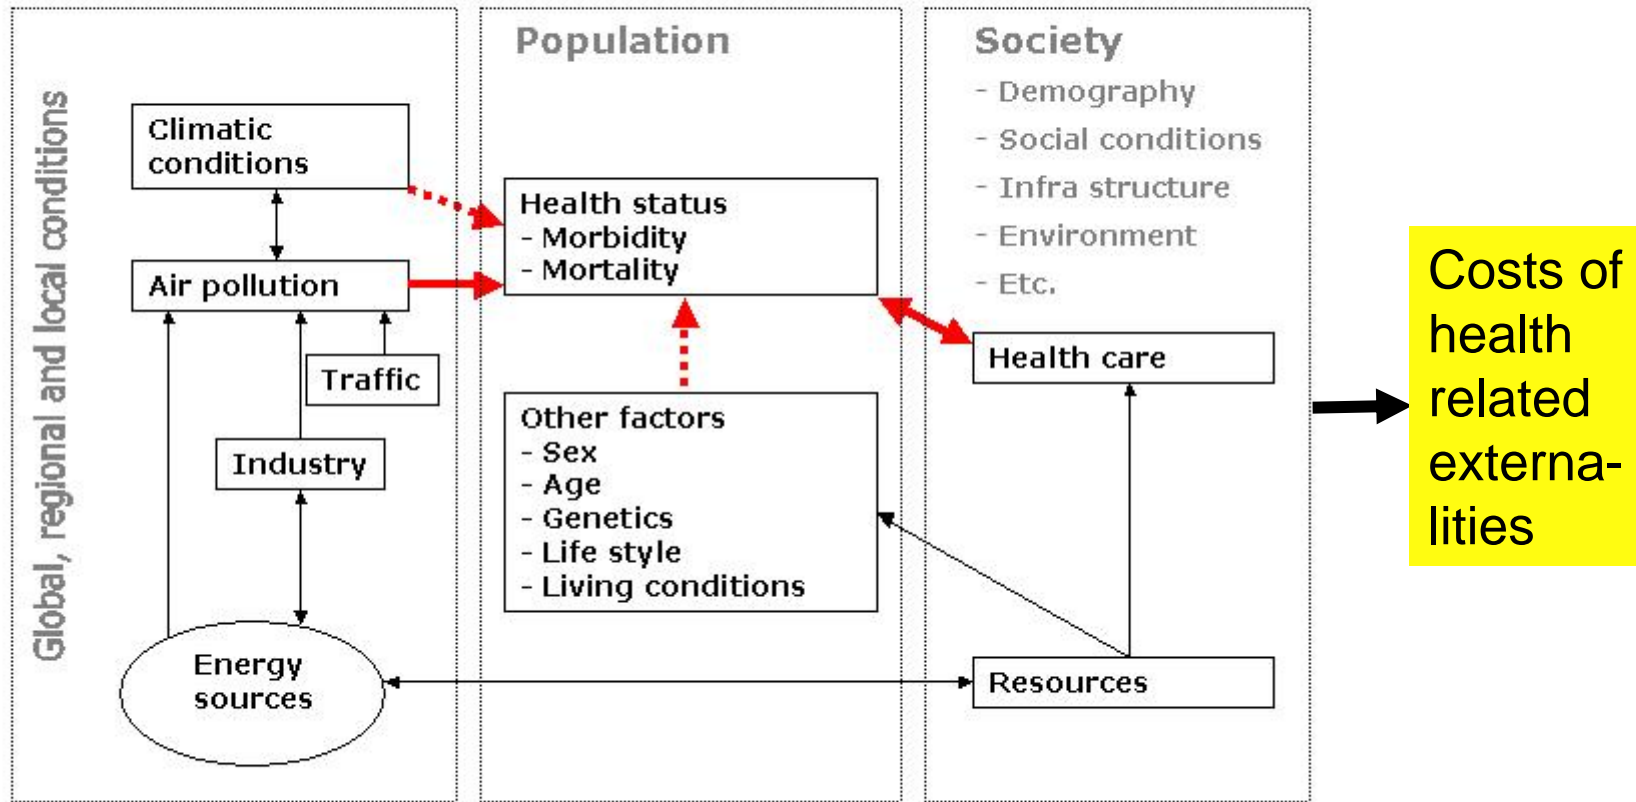 Global, regional and local conditions
Climatic
conditions
Air pollution
Traffic
Industry
Energy
sources
Population
Health status
- Morbidity
- Mortality
Other factors
- Sex
- Age
- Genetics
- Life style
- Living conditions
Society
- Demography
- Social conditions
- Infra structure
- Environment
- Etc.
Health care
Resources
Costs of
health
related
externa-
lities